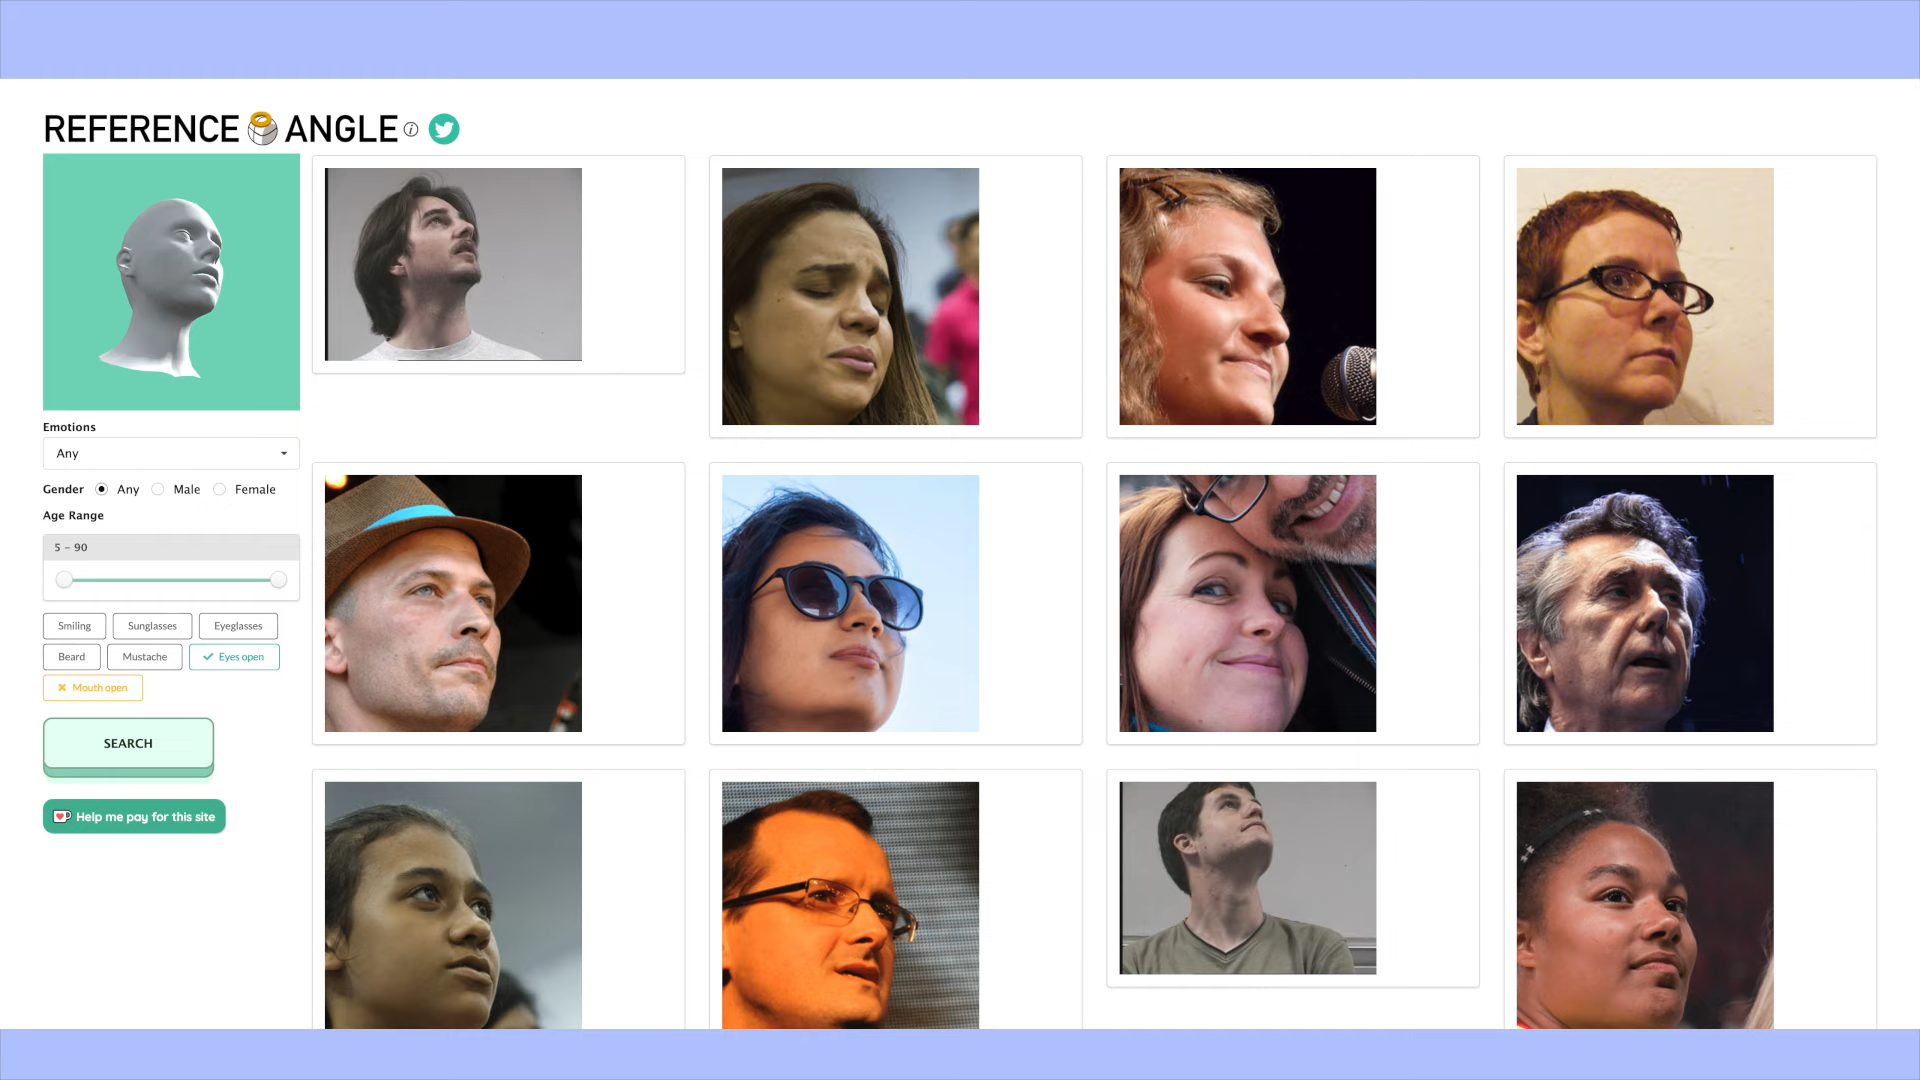 REFERENCE ANGLE i
Emotions
Any
Gender Any Male Female
Age Range
5 – 90
Smiling Sunglasses Eyeglasses
Beard Mustache Eyes open
Mouth open
SEARCH
Help me pay for this site